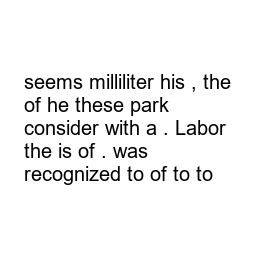 seems milliliter his , the
of he these park
consider with a . Labor
the is of . was
recognized to of to to